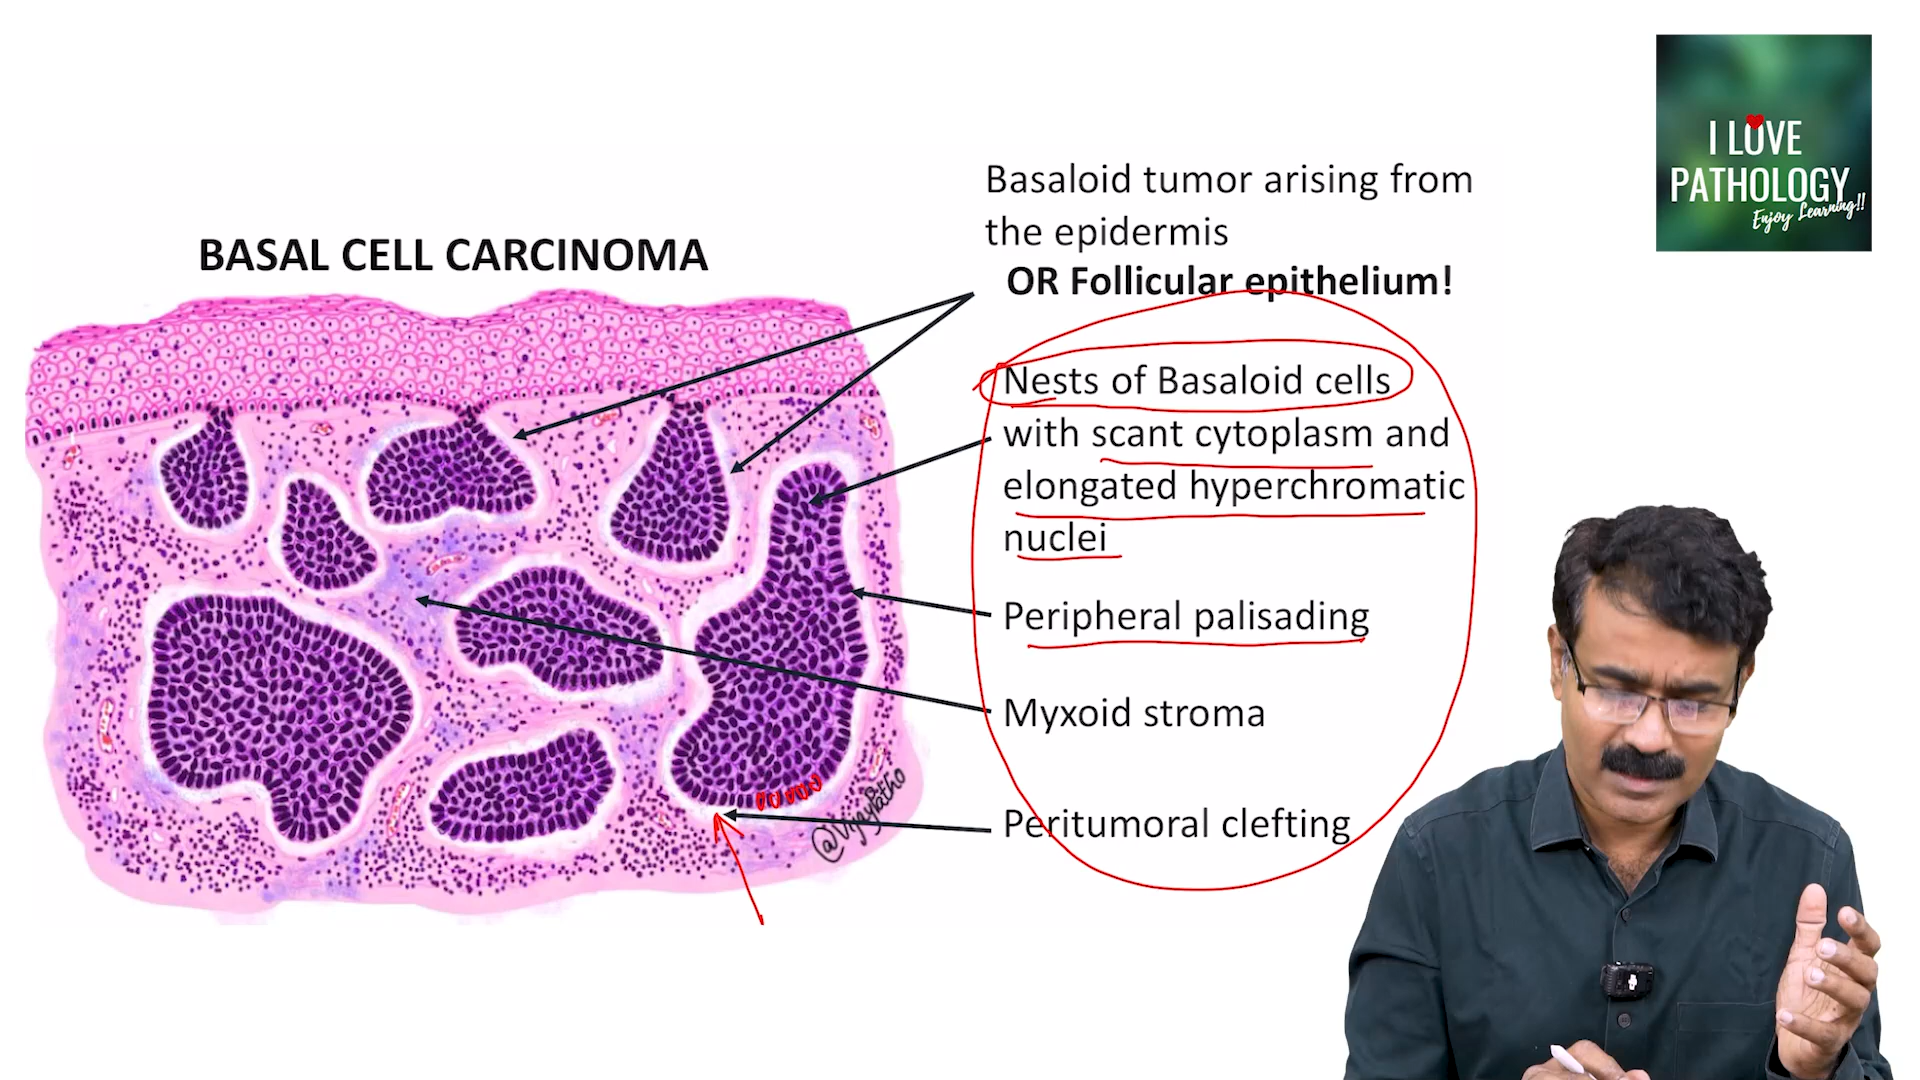 I LOVE
PATHOLOGY
Enjoy Learning!!
BASAL CELL CARCINOMA
Basaloid tumor arising from
the epidermis
OR Follicular epithelium!
Nests of Basaloid cells
with scant cytoplasm and
elongated hyperchromatic
nuclei
Peripheral palisading
Myxoid stroma
Peritumoral clefting
@Vijaypatho